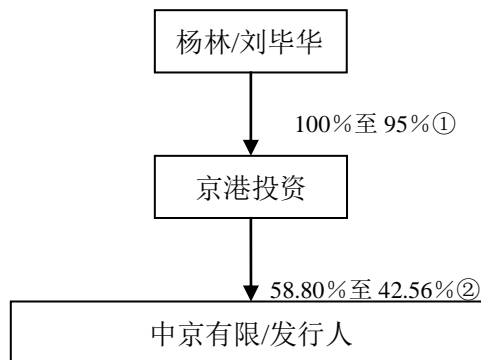 杨林/刘毕华
100％至 95％①
京港投资
58.80％至 42.56％②
中京有限/发行人